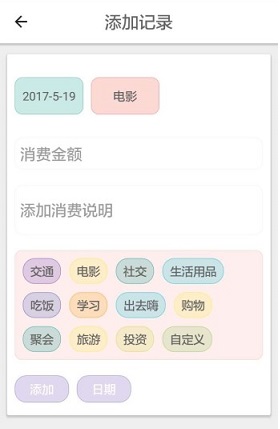 添加记录
2017-5-19 电影
消费金额
添加消费说明
交通 电影 社交 生活用品
吃饭 学习 出去嗨 购物
聚会 旅游 投资 自定义
添加 日期